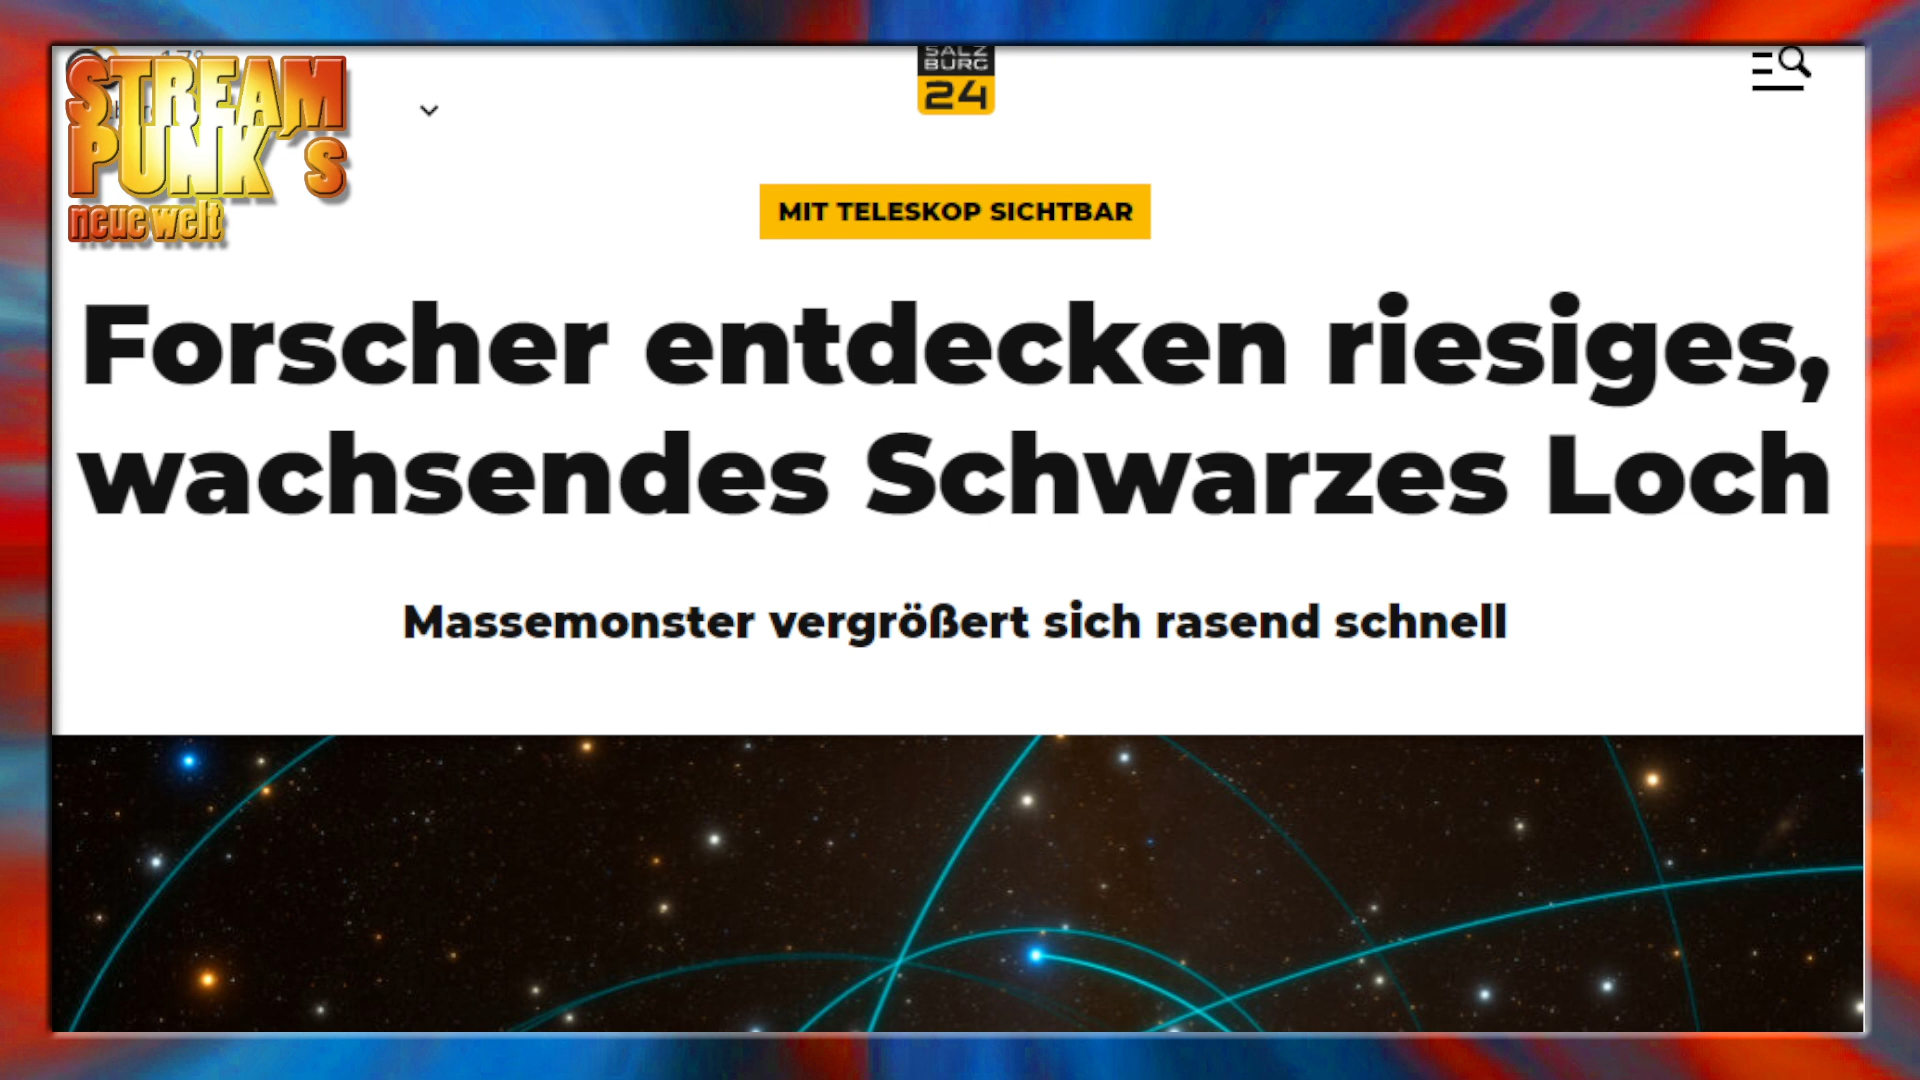 STREAM
PUNK´s
neue welt
SALZ
BURG
24
MIT TELESKOP SICHTBAR
Forscher entdecken riesiges,
wachsendes Schwarzes Loch
Massemonster vergrößert sich rasend schnell